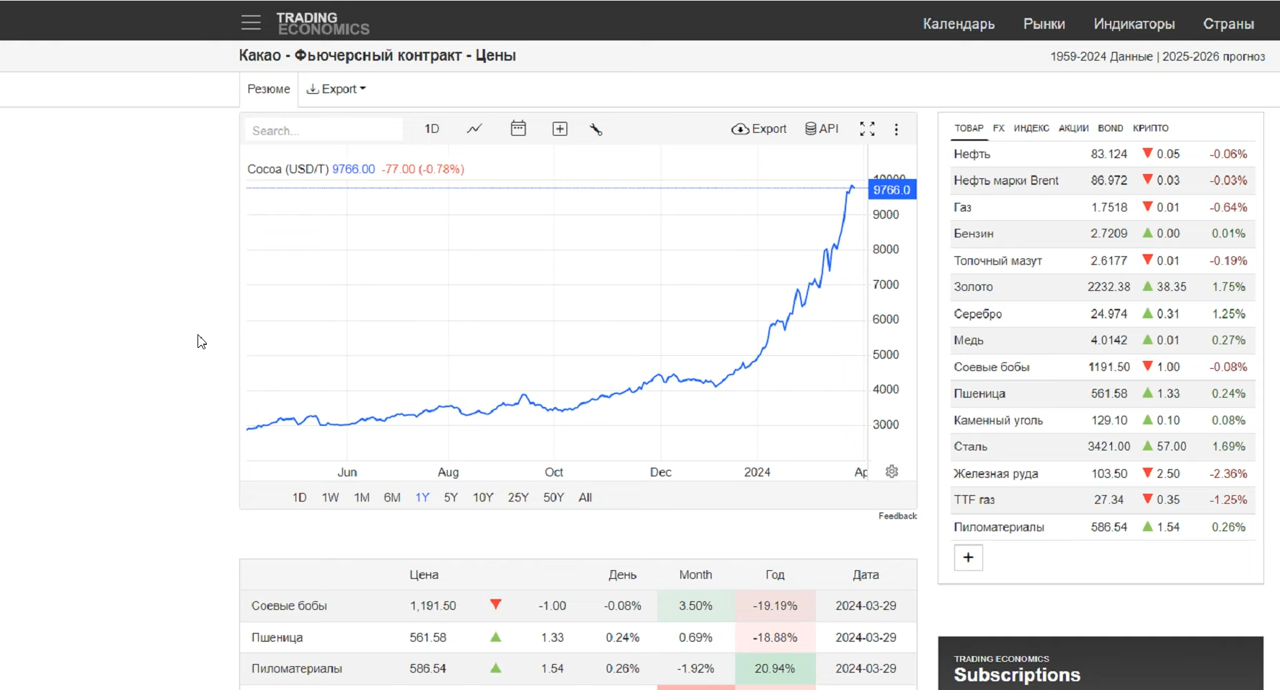 TRADING
ECONOMICS
Календарь Рынки Индикаторы Страны
Какао - Фьючерсный контракт - Цены
1959-2024 Данные | 2025-2026 прогноз
Резюме Export
Search...
1D
Export API
Cocoa (USD/T) 9766.00 -77.00 (-0.78%)
10000
9766.0
9000
8000
7000
6000
5000
4000
3000
Jun Aug Oct Dec 2024 Ap
1D 1W 1M 6M 1Y 5Y 10Y 25Y 50Y All
Feedback
ТОВАР FX ИНДЕКС АКЦИИ BOND КРИПТО
Нефть 83.124 0.05 -0.06%
Нефть марки Brent 86.972 0.03 -0.03%
Газ 1.7518 0.01 -0.64%
Бензин 2.7209 0.00 0.01%
Топочный мазут 2.6177 0.01 -0.19%
Золото 2232.38 38.35 1.75%
Серебро 24.974 0.31 1.25%
Медь 4.0142 0.01 0.27%
Соевые бобы 1191.50 1.00 -0.08%
Пшеница 561.58 1.33 0.24%
Каменный уголь 129.10 0.10 0.08%
Сталь 3421.00 57.00 1.69%
Железная руда 103.50 2.50 -2.36%
TTF газ 27.34 0.35 -1.25%
Пиломатериалы 586.54 1.54 0.26%
+
Цена День Month Год Дата
Соевые бобы 1,191.50 -1.00 -0.08% 3.50% -19.19% 2024-03-29
Пшеница 561.58 1.33 0.24% 0.69% -18.88% 2024-03-29
Пиломатериалы 586.54 1.54 0.26% -1.92% 20.94% 2024-03-29
TRADING ECONOMICS
Subscriptions